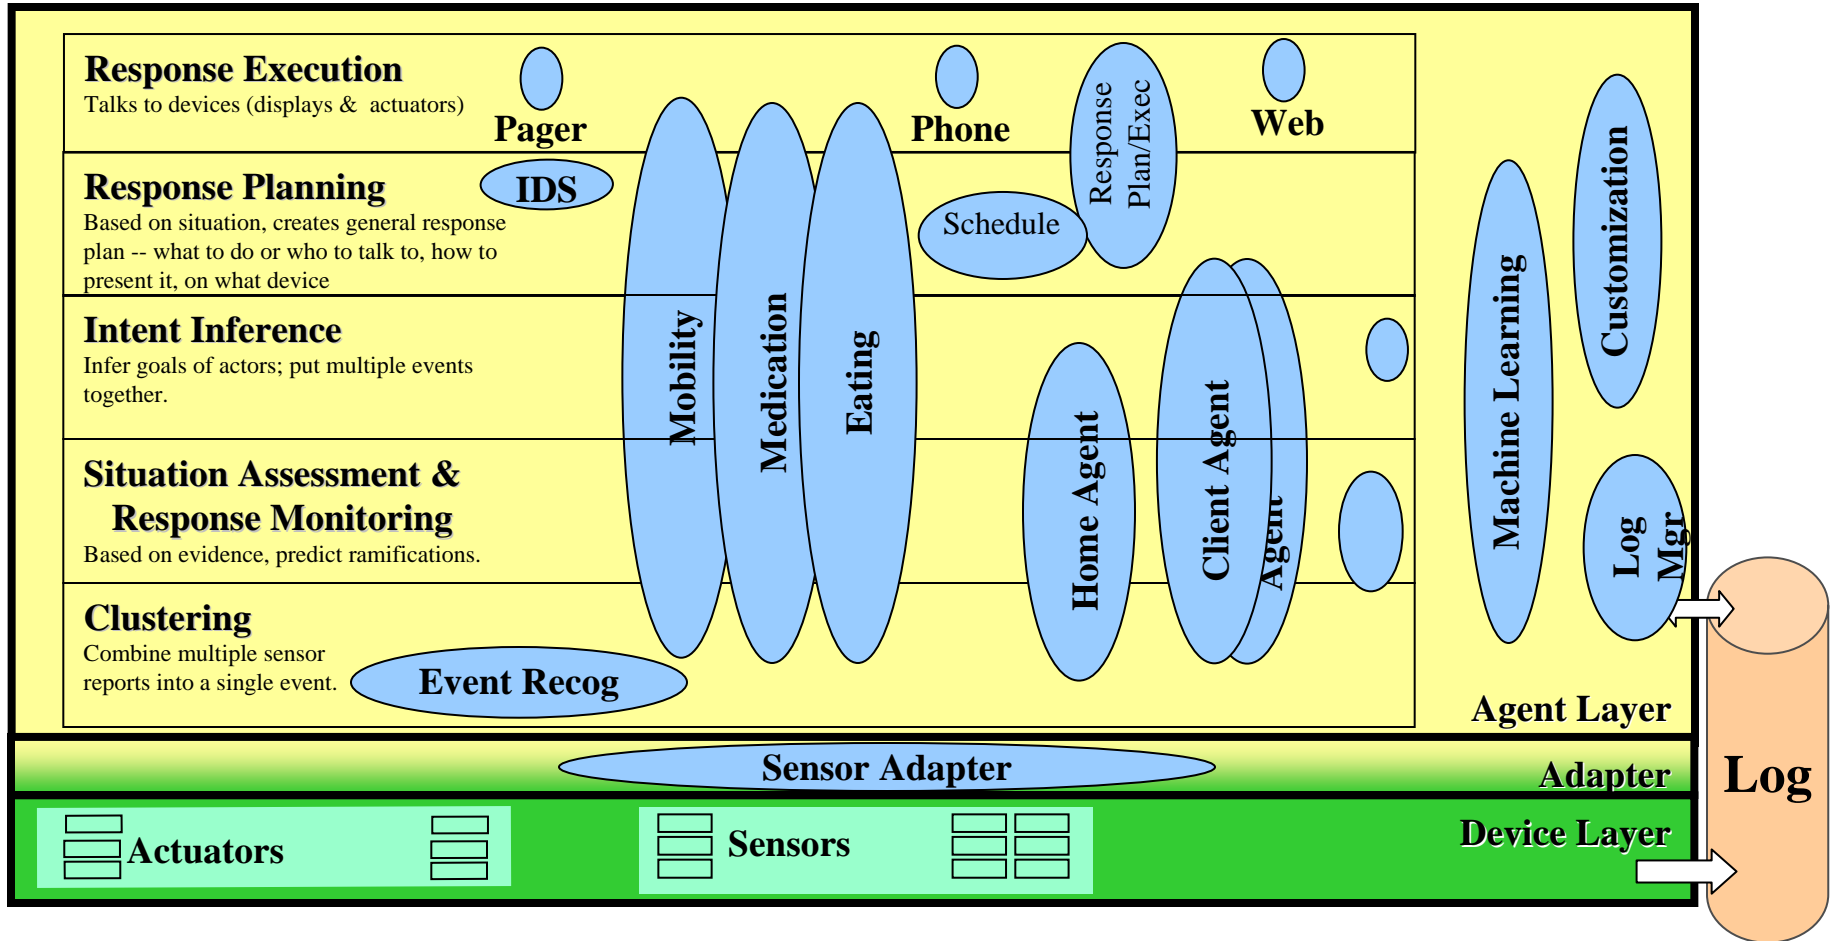 Response Execution
Talks to devices (displays & actuators)
Pager
Phone
Response
Plan/Exec
Web
Response Planning
Based on situation, creates general response
plan -- what to do or who to talk to, how to
present it, on what device
IDS
Schedule
Intent Inference
Infer goals of actors; put multiple events
together.
Mobility
Medication
Eating
Situation Assessment &
Response Monitoring
Based on evidence, predict ramifications.
Home Agent
Client Agent
Agent
Clustering
Combine multiple sensor
reports into a single event.
Event Recog
Machine Learning
Customization
Log
Mgr
Agent Layer
Sensor Adapter
Adapter
Log
Actuators
Sensors
Device Layer